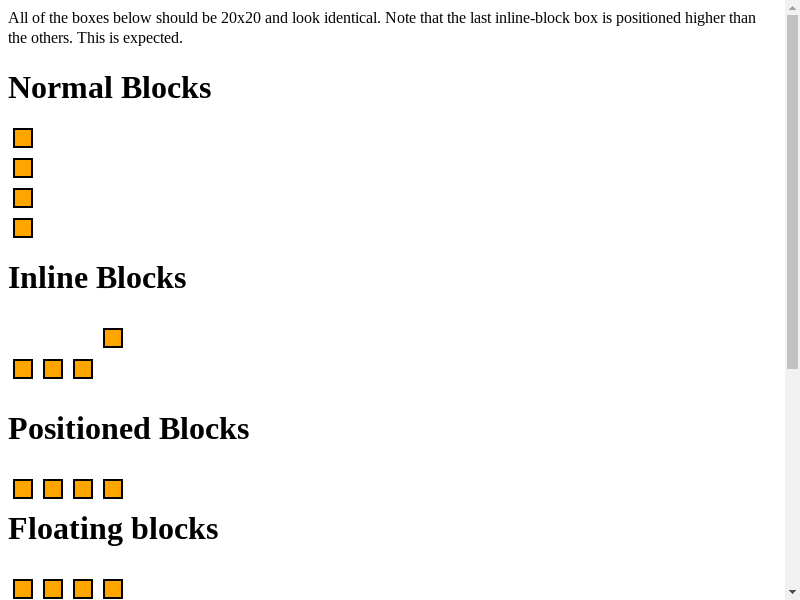 All of the boxes below should be 20x20 and look identical. Note that the last inline-block box is positioned higher than
the others. This is expected.
Normal Blocks
Inline Blocks
Positioned Blocks
Floating blocks